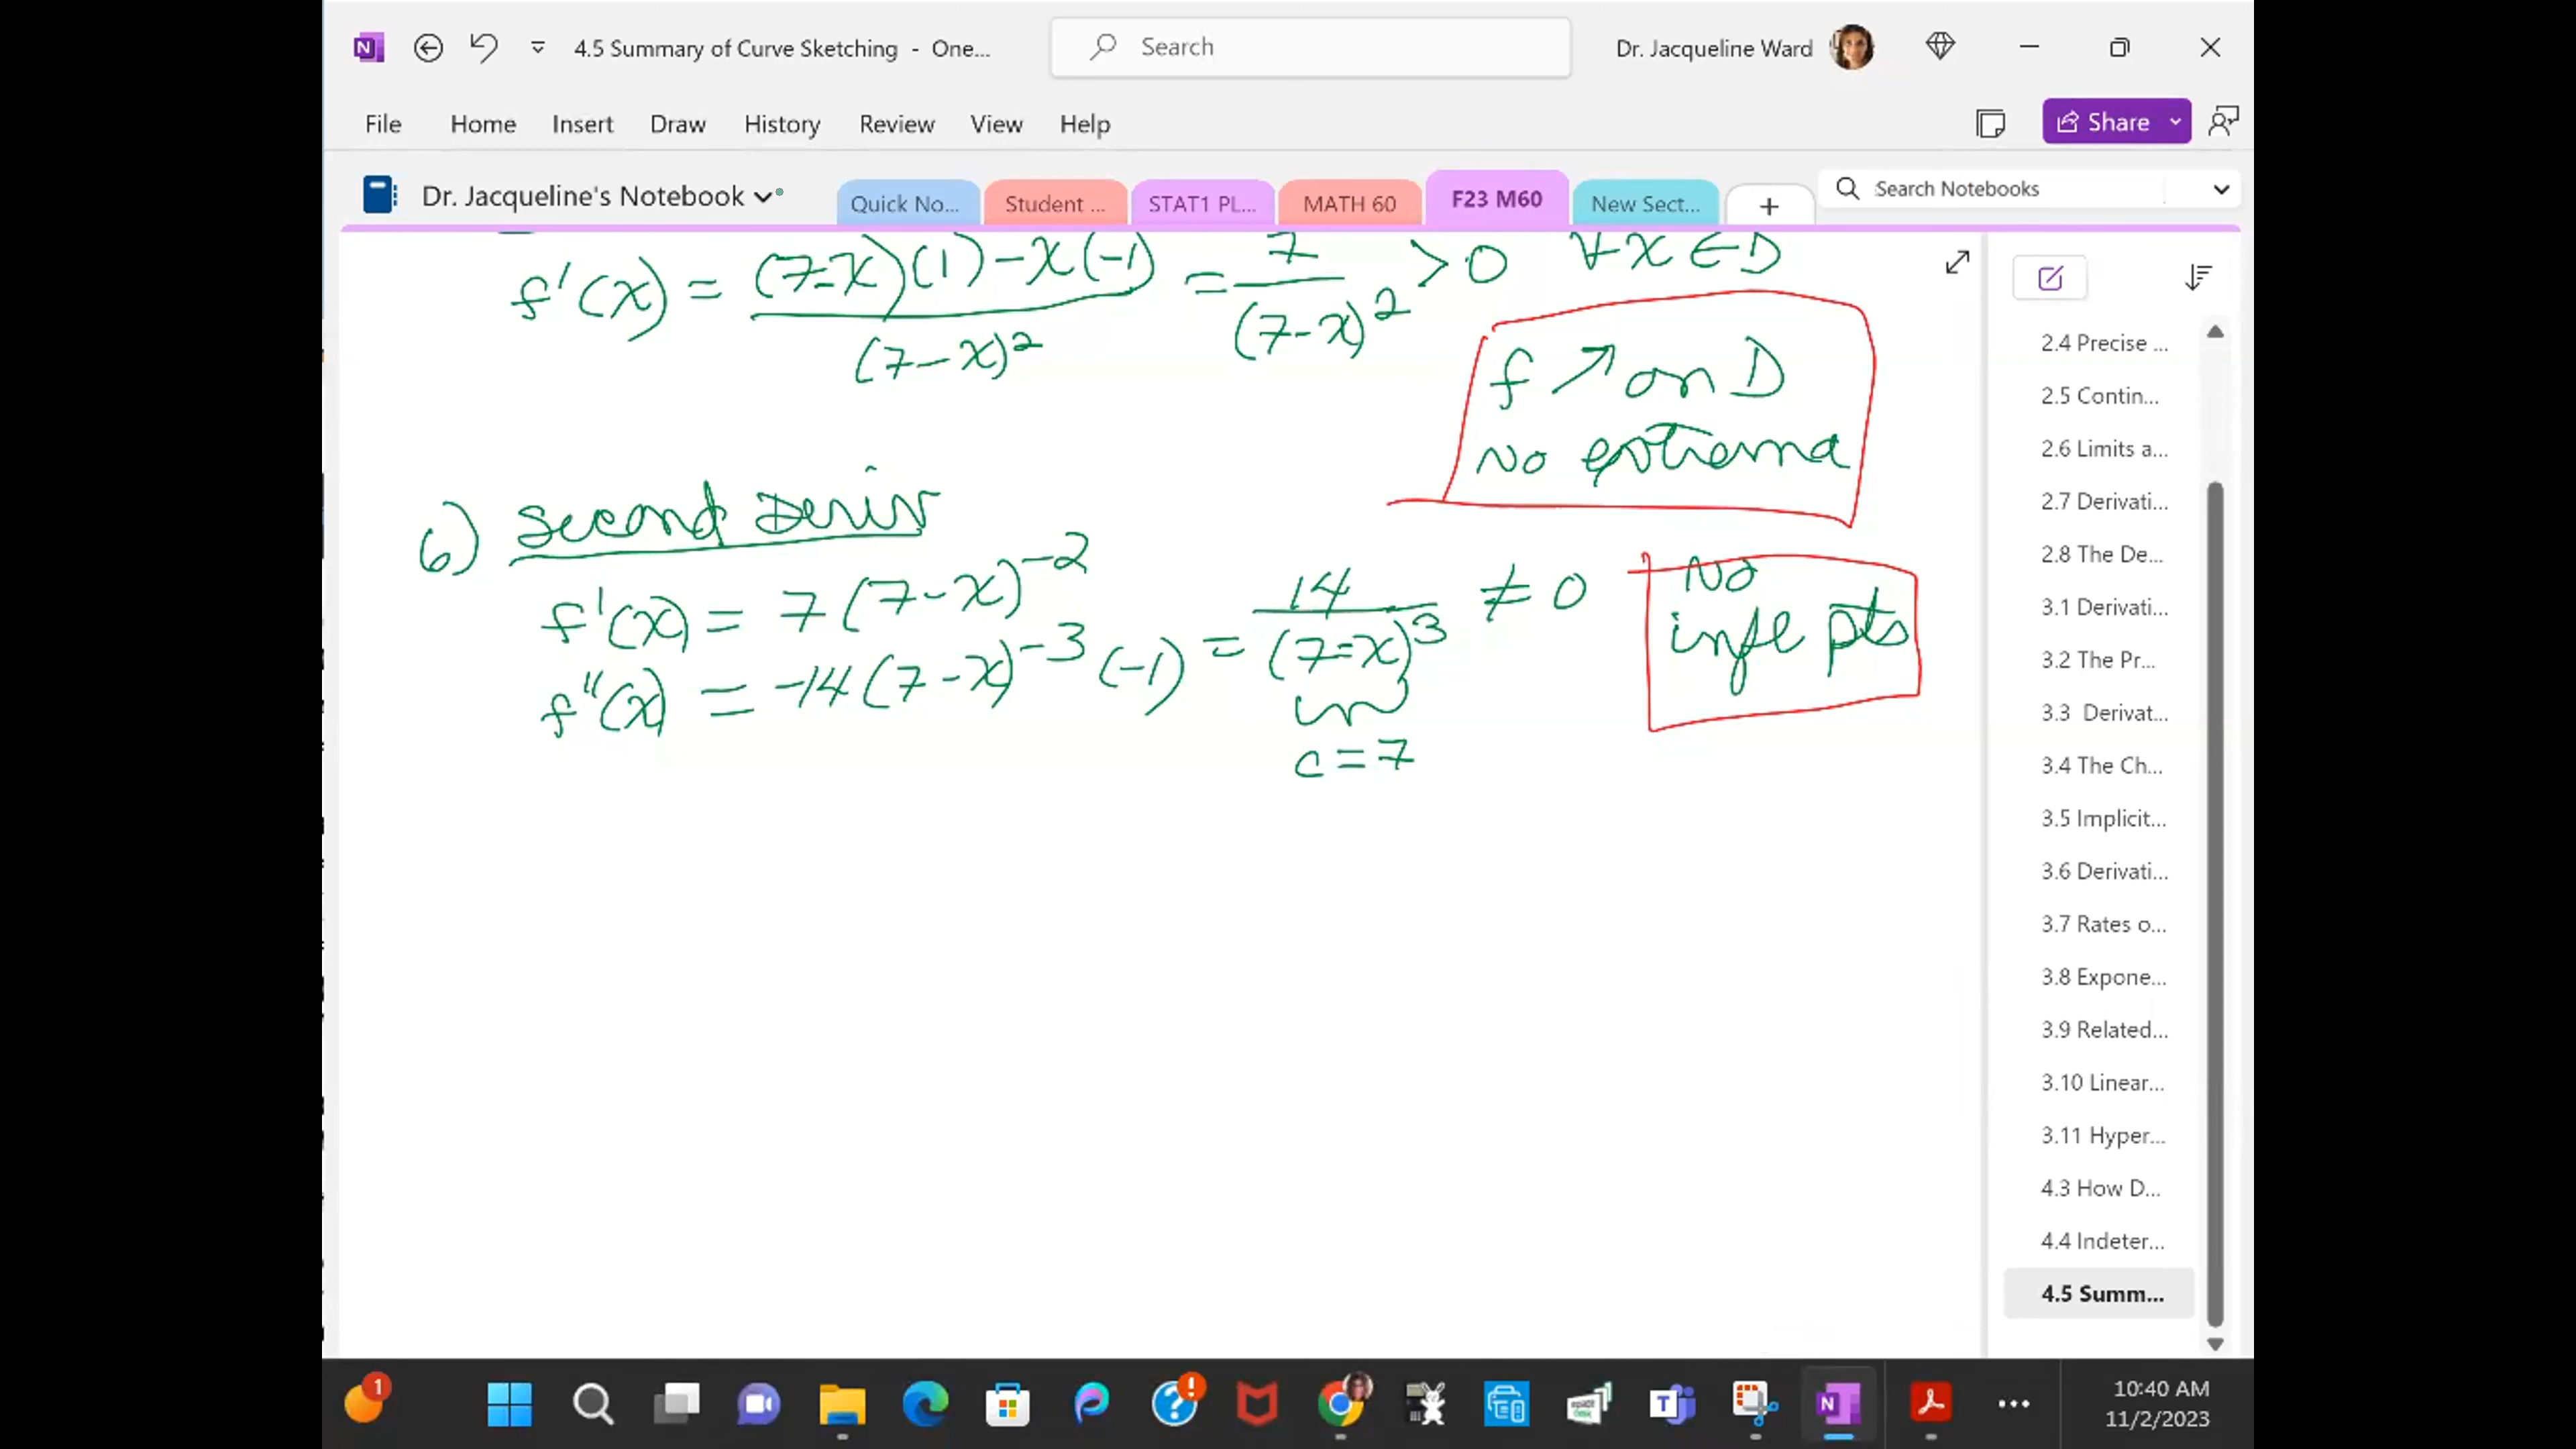 4.5 Summary of Curve Sketching - One...
Search
Dr. Jacqueline Ward
File Home Insert Draw History Review View Help
Share
Dr. Jacqueline's Notebook
Quick No...
Student ...
STAT1 PL...
MATH 60
F23 M60
New Sect...
+
Search Notebooks
f'(x) = (7-x)(1)-x(-1) / (7-x)² = 7 / (7-x)² > 0 ∀x∈D
f ↗ on D
No extrema
6) Second Deriv
f'(x) = 7(7-x)⁻²
f''(x) = -14(7-x)⁻³(-1) = 14 / (7-x)³ ≠ 0
c=7
No
infl pts
2.4 Precise ...
2.5 Contin...
2.6 Limits a...
2.7 Derivati...
2.8 The De...
3.1 Derivati...
3.2 The Pr...
3.3 Derivat...
3.4 The Ch...
3.5 Implicit...
3.6 Derivati...
3.7 Rates o...
3.8 Expone...
3.9 Related...
3.10 Linear...
3.11 Hyper...
4.3 How D...
4.4 Indeter...
4.5 Summ...
1
10:40 AM
11/2/2023